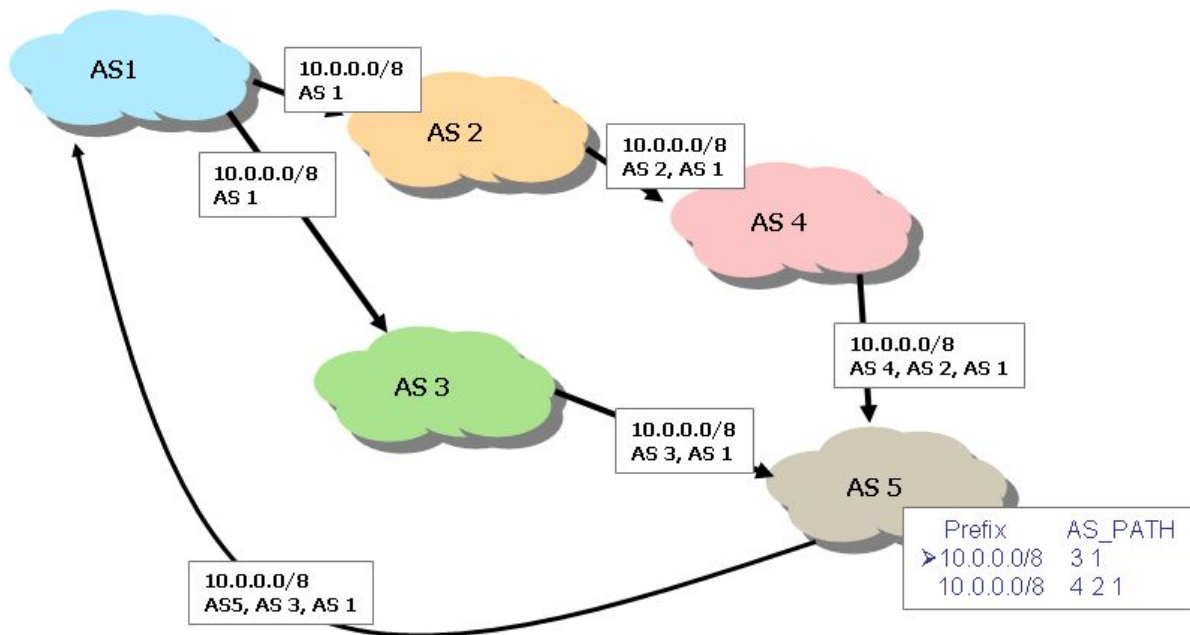 AS1
10.0.0.0/8
AS 1
AS 2
10.0.0.0/8
AS 2, AS 1
10.0.0.0/8
AS 1
AS 4
10.0.0.0/8
AS 4, AS 2, AS 1
AS 3
10.0.0.0/8
AS 3, AS 1
AS 5
Prefix AS_PATH
➢10.0.0.0/8 3 1
10.0.0.0/8 4 2 1
10.0.0.0/8
AS5, AS 3, AS 1